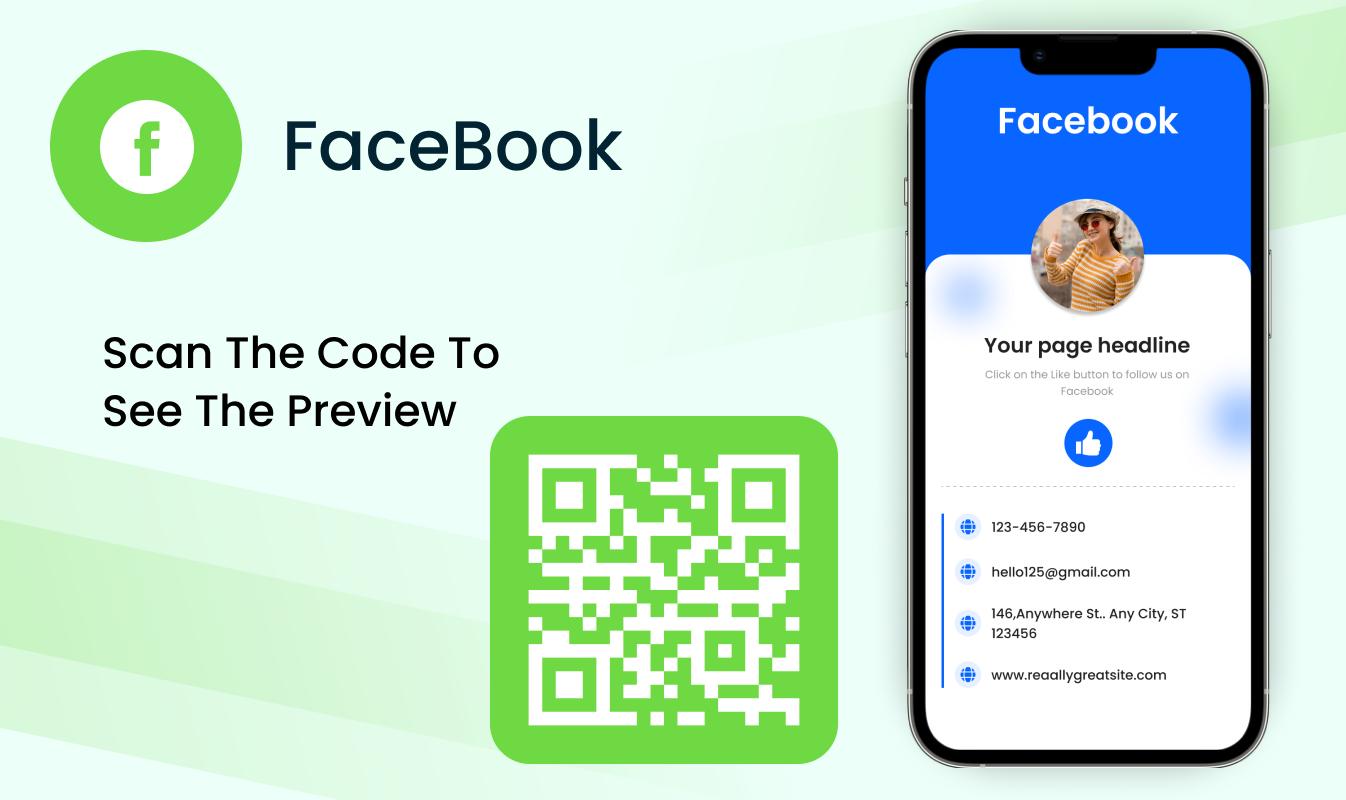 f
FaceBook
Scan The Code To
See The Preview
Facebook
Your page headline
Click on the Like button to follow us on
Facebook
123-456-7890
hello125@gmail.com
146,Anywhere St.. Any City, ST
123456
www.reaallygreatsite.com